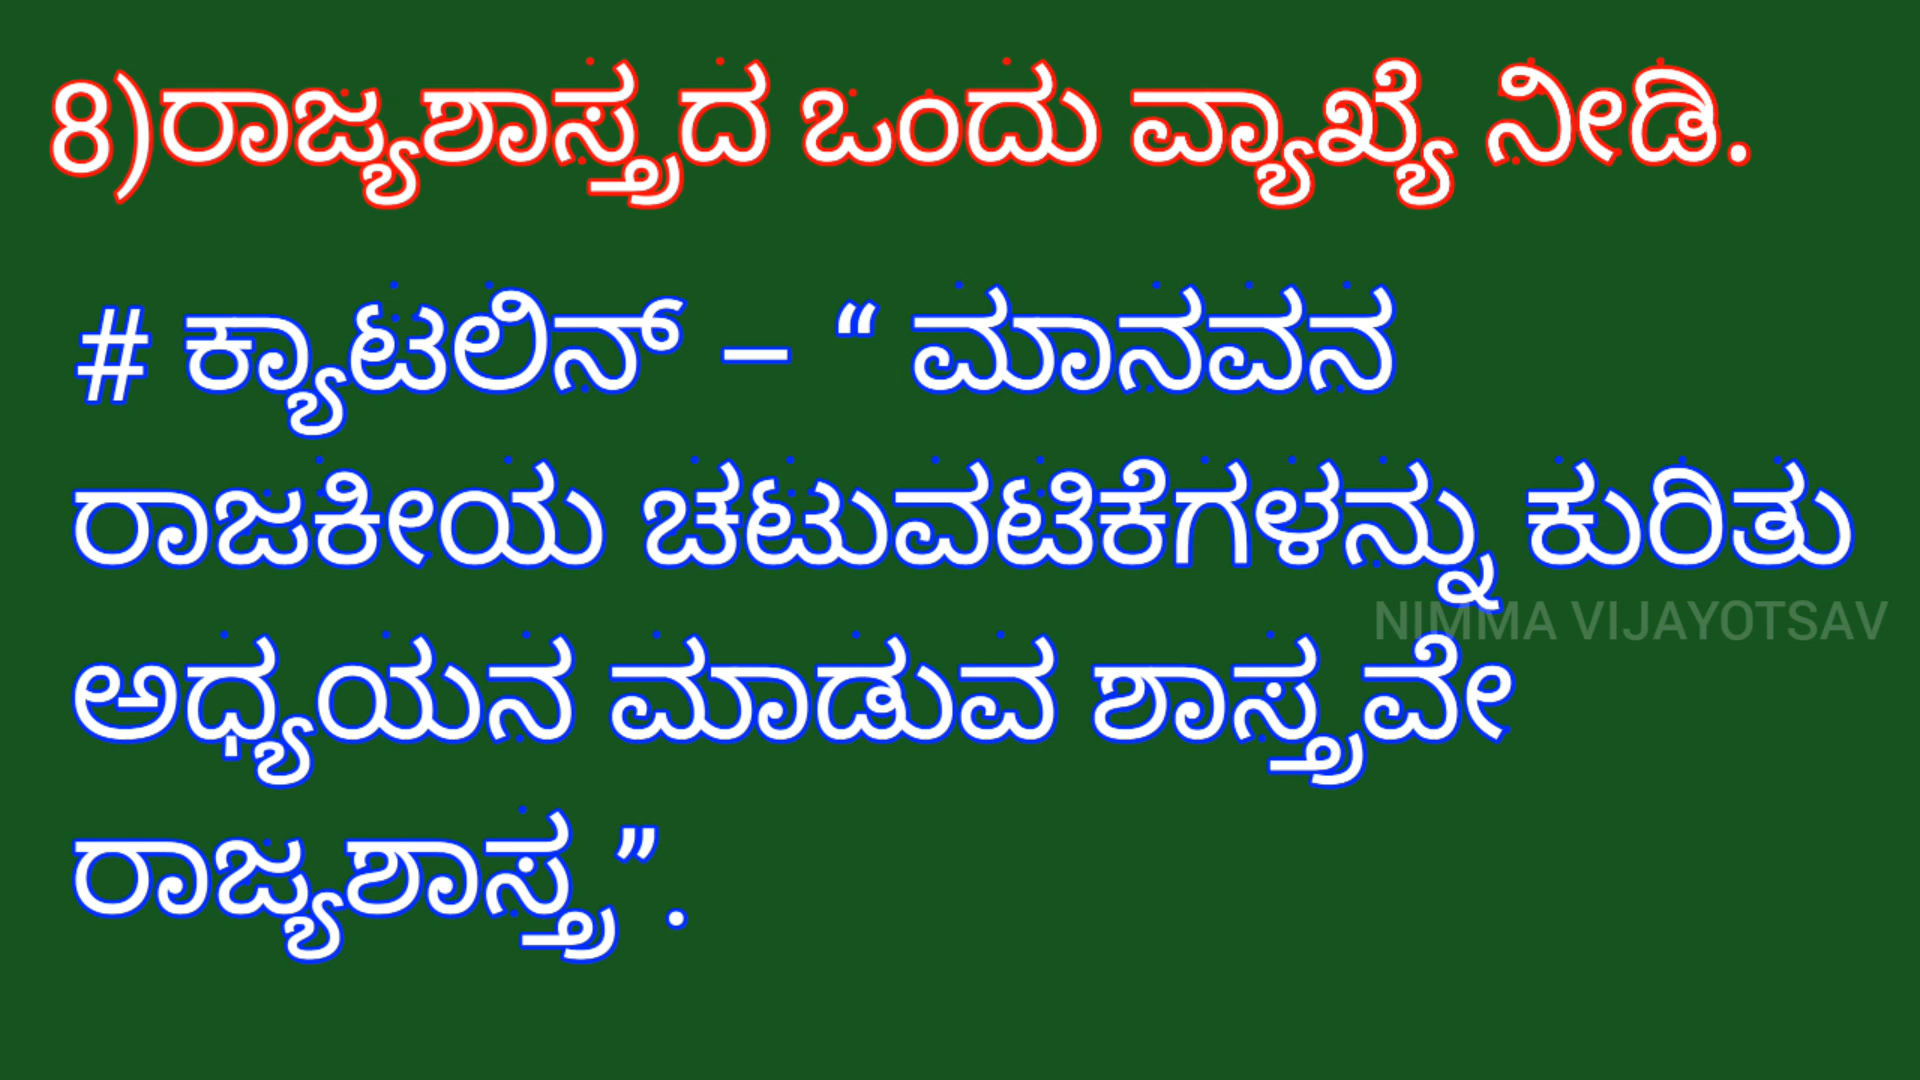 8)ರಾಜ್ಯಶಾಸ್ತ್ರದ ಒಂದು ವ್ಯಾಖ್ಯೆ ನೀಡಿ.
# ಕ್ಯಾಟಲಿನ್ – “ ಮಾನವನ
ರಾಜಕೀಯ ಚಟುವಟಿಕೆಗಳನ್ನು ಕುರಿತು
NIMMA VIJAYOTSAV
ಅಧ್ಯಯನ ಮಾಡುವ ಶಾಸ್ತ್ರವೇ
ರಾಜ್ಯಶಾಸ್ತ್ರ ”.